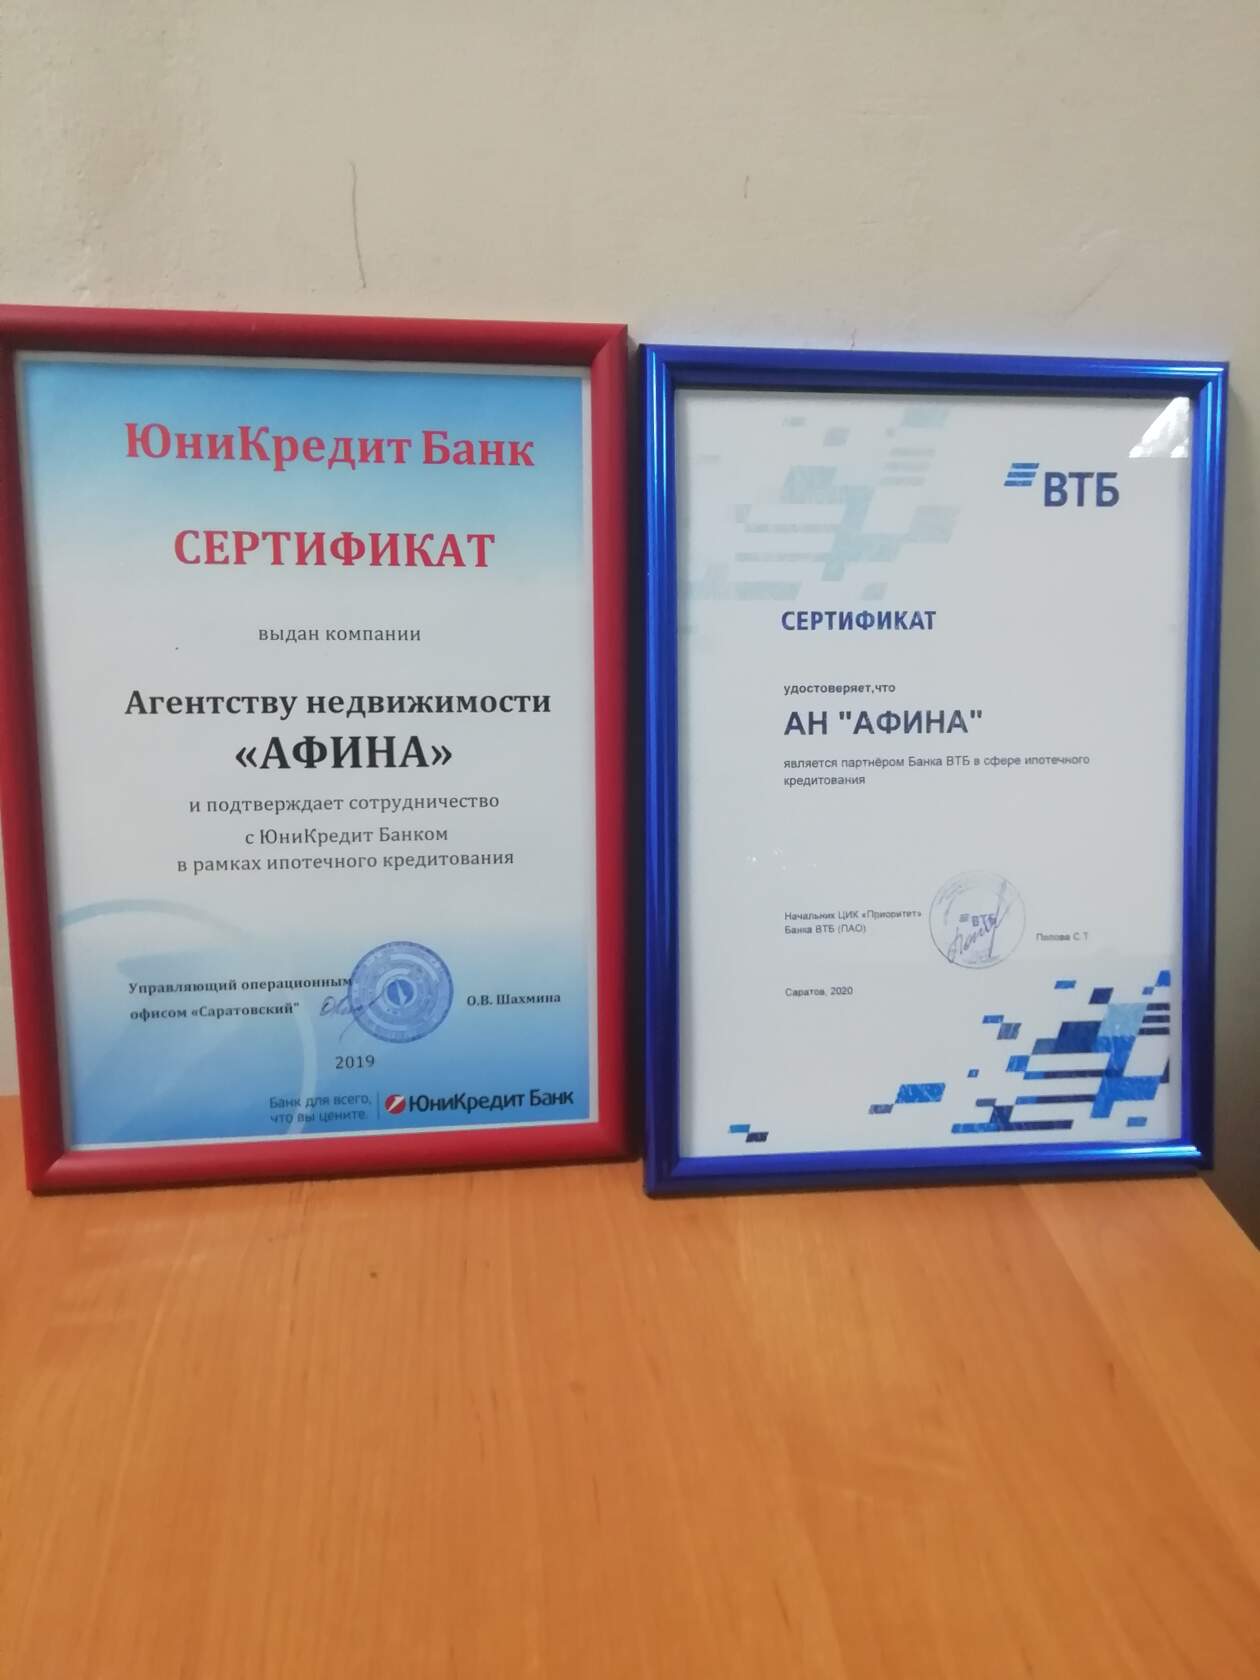 ЮниКредит Банк
СЕРТИФИКАТ
выдан компании
Агентству недвижимости
«АФИНА»
и подтверждает сотрудничество
с ЮниКредит Банком
в рамках ипотечного кредитования
Управляющий операционным
офисом «Саратовский"
О.В. Шахмина
2019
Банк для всего,
что вы цените.
ЮниКредит Банк
ВТБ
СЕРТИФИКАТ
удостоверяет,что
АН "АФИНА"
является партнёром Банка ВТБ в сфере ипотечного
кредитования
Начальник ЦИК «Приоритет»
Банка ВТБ (ПАО)
ВТБ
Попова С.Т.
Саратов, 2020